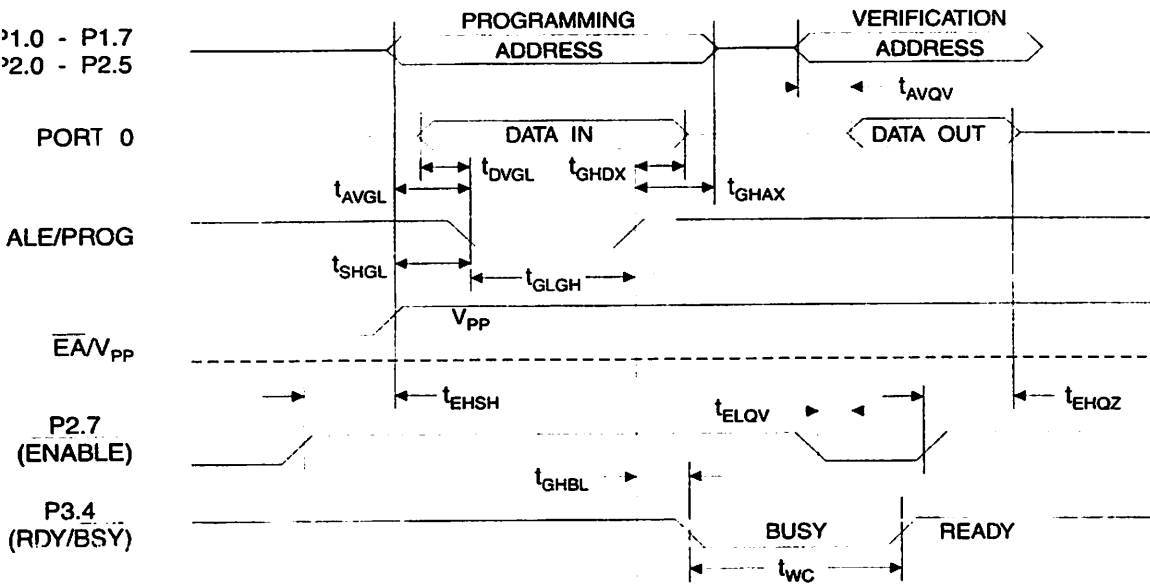 PROGRAMMING
VERIFICATION
P1.0 - P1.7
P2.0 - P2.5
ADDRESS
ADDRESS
tAVQV
PORT 0
DATA IN
DATA OUT
tDVGL
tGHDX
tAVGL
tGHAX
ALE/PROG
tSHGL
tGLGH
VPP
EA/VPP
tEHSH
tELQV
tEHQZ
P2.7
(ENABLE)
tGHBL
P3.4
(RDY/BSY)
BUSY
READY
tWC